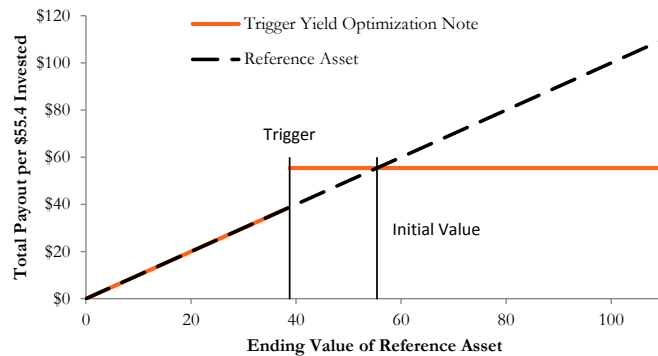 $120
$100
$80
$60
$40
$20
$0
Total Payout per $55.4 Invested
Trigger Yield Optimization Note
Reference Asset
Trigger
Initial Value
0 20 40 60 80 100
Ending Value of Reference Asset